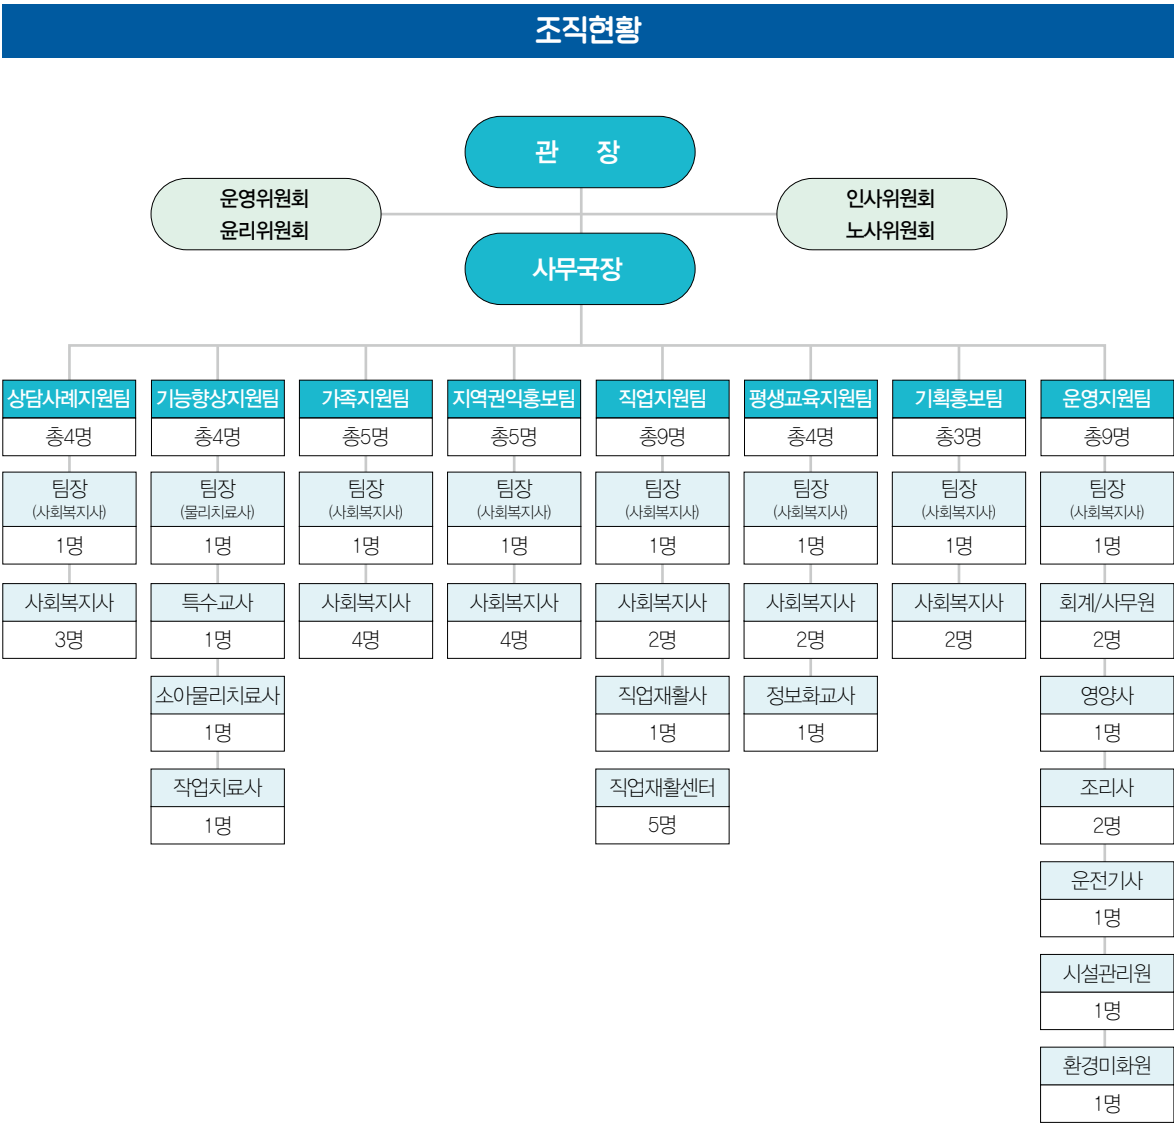 조직현황
관 장
운영위원회
윤리위원회
인사위원회
노사위원회
사무국장
상담사례지원팀
총4명
팀장
(사회복지사)
1명
사회복지사
3명
기능향상지원팀
총4명
팀장
(물리치료사)
1명
특수교사
1명
소아물리치료사
1명
작업치료사
1명
가족지원팀
총5명
팀장
(사회복지사)
1명
사회복지사
4명
지역권익홍보팀
총5명
팀장
(사회복지사)
1명
사회복지사
4명
직업지원팀
총9명
팀장
(사회복지사)
1명
사회복지사
2명
직업재활사
1명
직업재활센터
5명
평생교육지원팀
총4명
팀장
(사회복지사)
1명
사회복지사
2명
정보화교사
1명
기획홍보팀
총3명
팀장
(사회복지사)
1명
사회복지사
2명
운영지원팀
총9명
팀장
(사회복지사)
1명
회계/사무원
2명
영양사
1명
조리사
2명
운전기사
1명
시설관리원
1명
환경미화원
1명